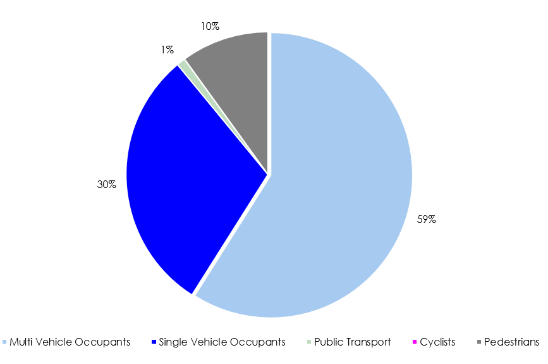 10%
1%
30%
59%
Multi Vehicle Occupants Single Vehicle Occupants Public Transport Cyclists Pedestrians